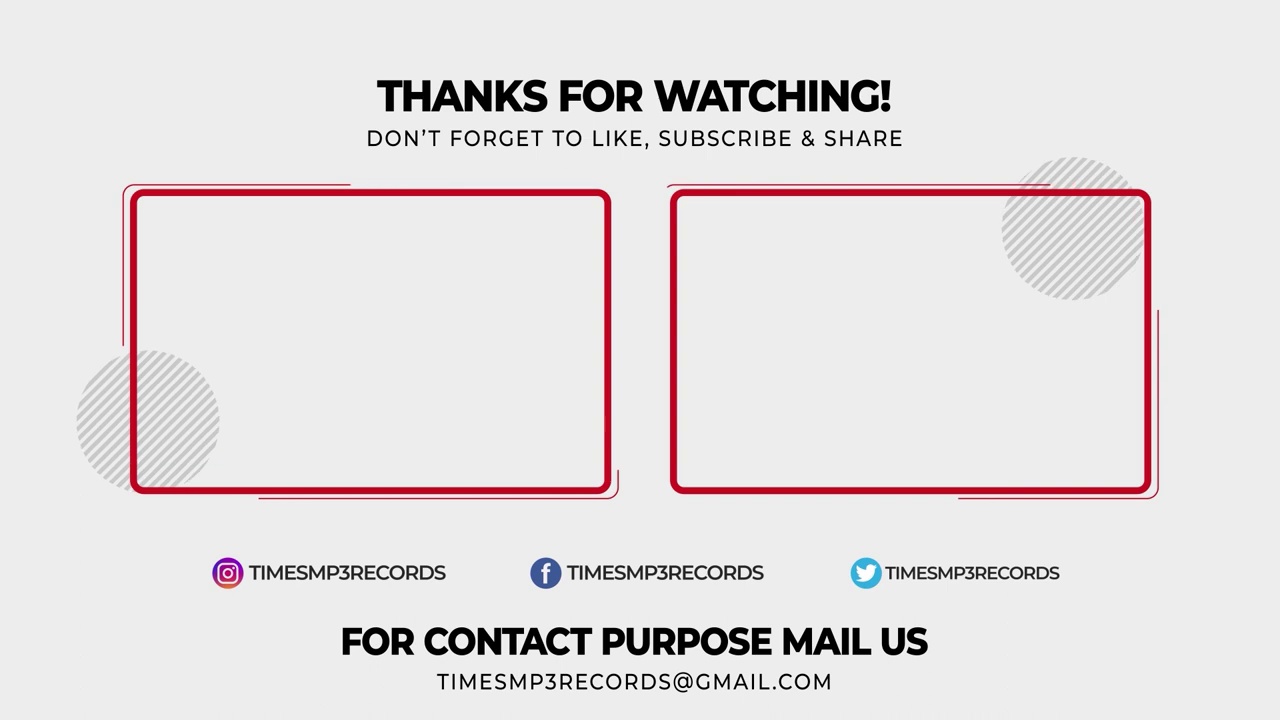 THANKS FOR WATCHING!
DON'T FORGET TO LIKE, SUBSCRIBE & SHARE
TIMESMP3RECORDS TIMESMP3RECORDS TIMESMP3RECORDS
FOR CONTACT PURPOSE MAIL US
TIMESMP3RECORDS@GMAIL.COM